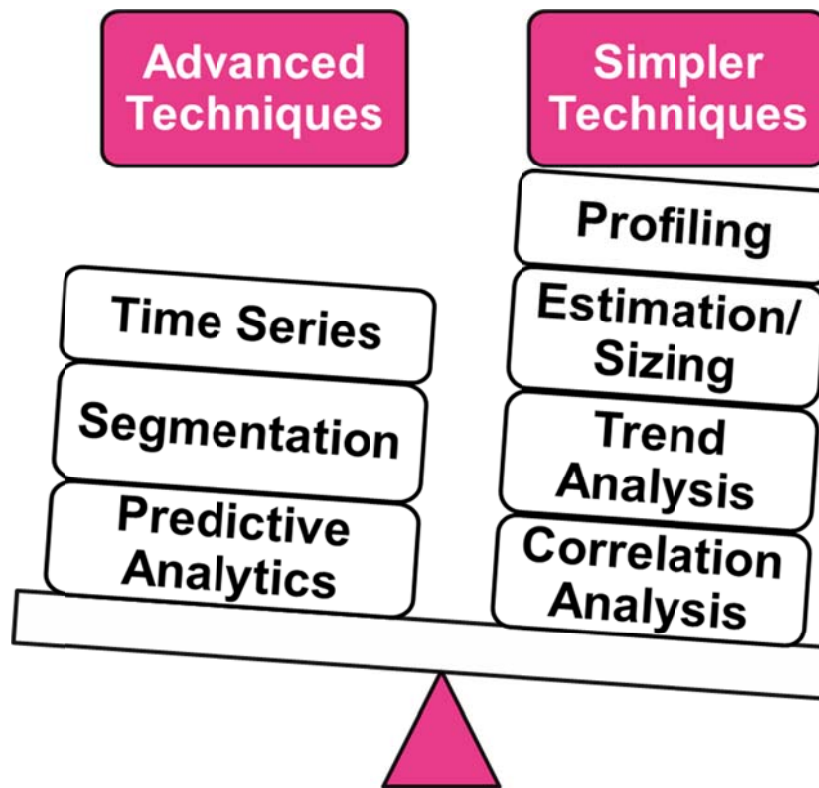 Advanced
Techniques
Simpler
Techniques
Time Series
Segmentation
Predictive
Analytics
Profiling
Estimation/
Sizing
Trend
Analysis
Correlation
Analysis